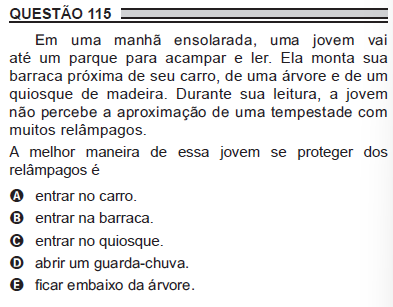 QUESTÃO 115
Em uma manhã ensolarada, uma jovem vai
até um parque para acampar e ler. Ela monta sua
barraca próxima de seu carro, de uma árvore e de um
quiosque de madeira. Durante sua leitura, a jovem
não percebe a aproximação de uma tempestade com
muitos relâmpagos.
A melhor maneira de essa jovem se proteger dos
relâmpagos é
A entrar no carro.
B entrar na barraca.
C entrar no quiosque.
D abrir um guarda-chuva.
E ficar embaixo da árvore.